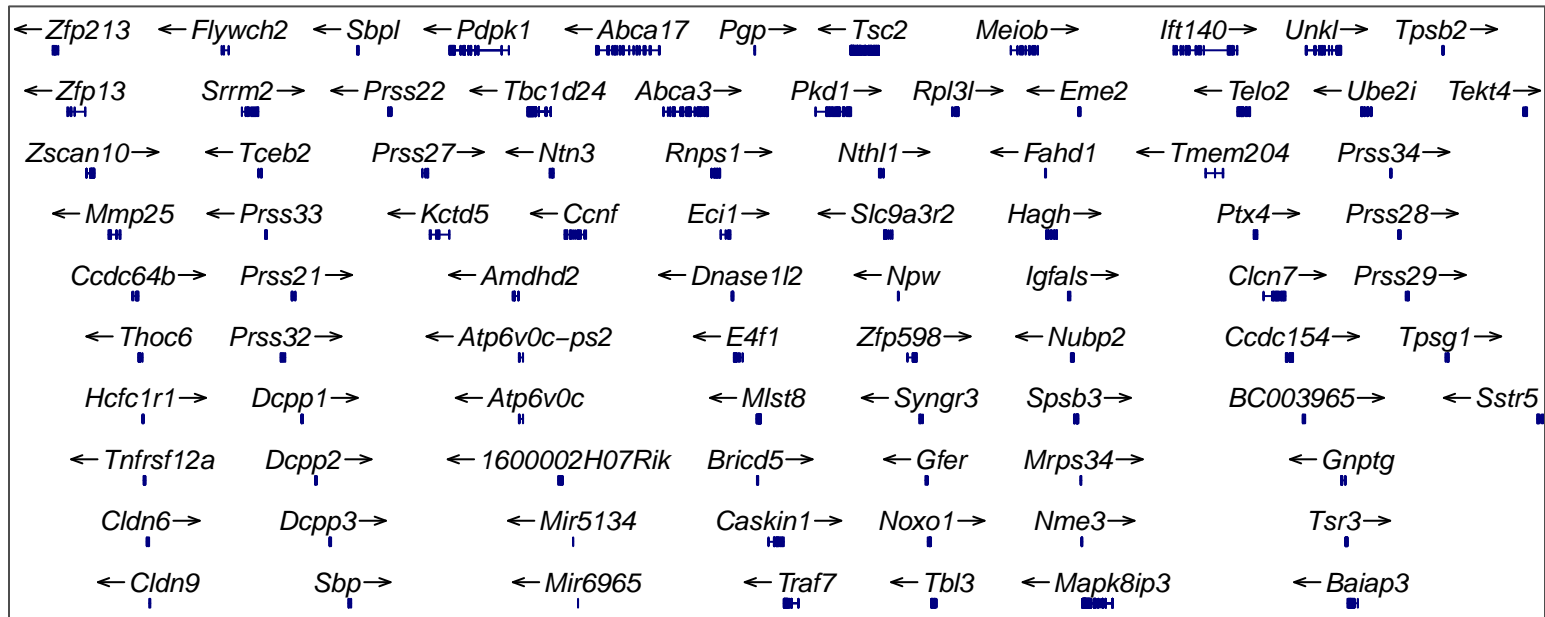 ←Zfp213 ←Flywch2 ←Sbpl ←Pdpk1 ←Abca17 Pgp→ ←Tsc2 Meiob→ Ift140→ Unkl→ Tpsb2→
←Zfp13 Srrm2→ ←Prss22 ←Tbc1d24 Abca3→ Pkd1→ Rpl3l→ ←Eme2 ←Telo2 ←Ube2i Tekt4→
Zscan10→ ←Tceb2 Prss27→ ←Ntn3 Rnps1→ Nthl1→ ←Fahd1 ←Tmem204 Prss34→
←Mmp25 ←Prss33 ←Kctd5 ←Ccnf Eci1→ ←Slc9a3r2 Hagh→ Ptx4→ Prss28→
Ccdc64b→ Prss21→ ←Amdhd2 ←Dnase1l2 ←Npw Igfals→ Clcn7→ Prss29→
←Thoc6 Prss32→ ←Atp6v0c−ps2 ←E4f1 Zfp598→ ←Nubp2 Ccdc154→ Tpsg1→
Hcfc1r1→ Dcpp1→ ←Atp6v0c ←Mlst8 ←Syngr3 Spsb3→ BC003965→ ←Sstr5
←Tnfrsf12a Dcpp2→ ←1600002H07Rik Bricd5→ ←Gfer Mrps34→ ←Gnptg
Cldn6→ Dcpp3→ ←Mir5134 Caskin1→ Noxo1→ Nme3→ Tsr3→
←Cldn9 Sbp→ ←Mir6965 ←Traf7 ←Tbl3 ←Mapk8ip3 ←Baiap3